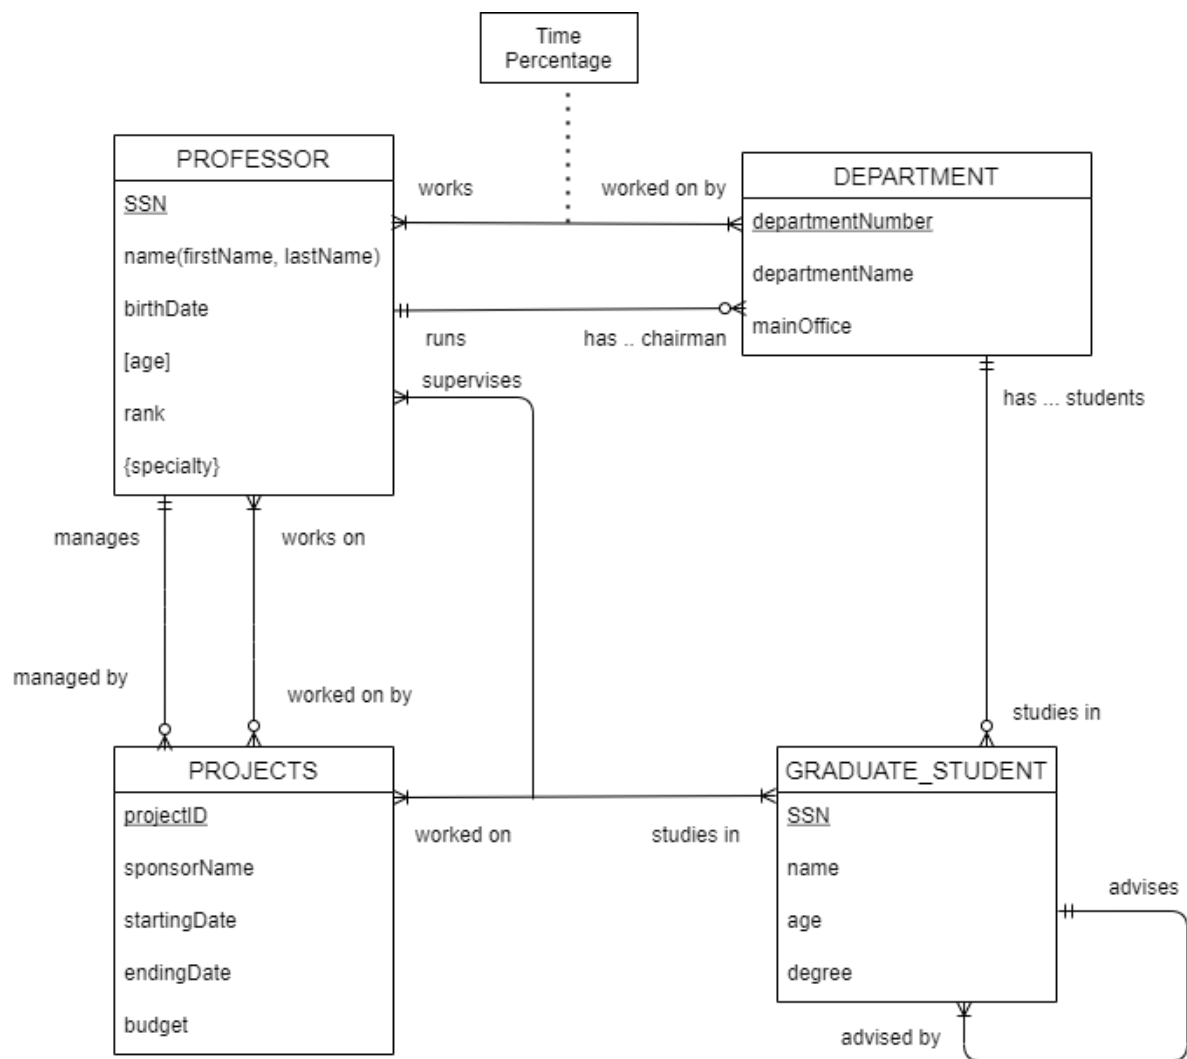 Time
Percentage
PROFESSOR
SSN
name(firstName, lastName)
birthDate
[age]
rank
{specialty}
works
worked on by
DEPARTMENT
departmentNumber
departmentName
mainOffice
runs
has .. chairman
supervises
has ... students
manages
works on
managed by
worked on by
studies in
PROJECTS
projectID
sponsorName
startingDate
endingDate
budget
worked on
studies in
GRADUATE_STUDENT
SSN
name
age
degree
advises
advised by